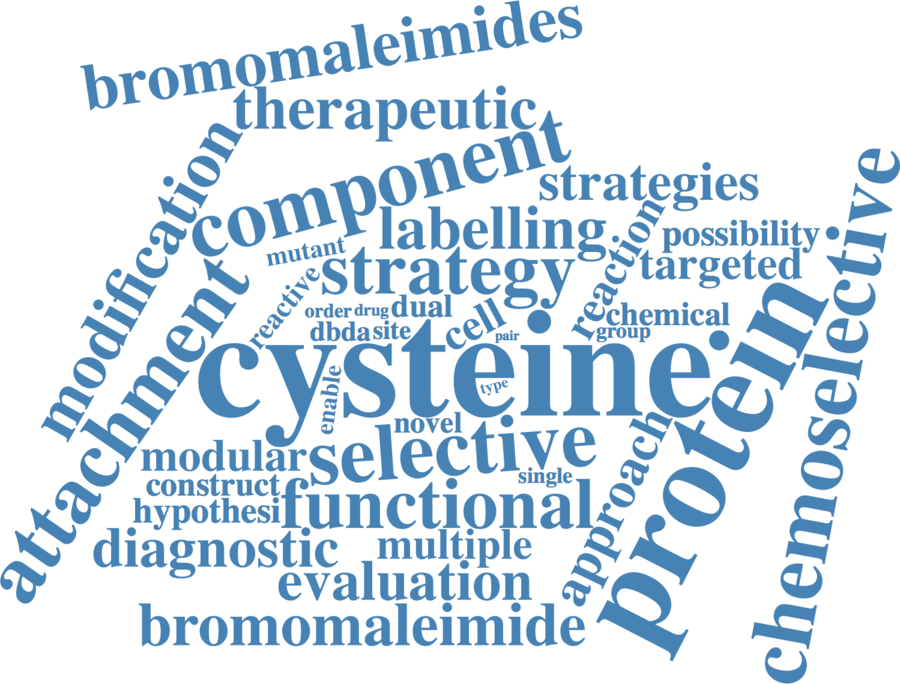 bromomaleimides
therapeutic
modification
component
strategies
chemoselective
labelling
possibility
mutant
strategy
reaction
targeted
attachment
reactive
order
drug
dual
cell
chemical
dbda
site
pair
group
protein
cysteine
type
enable
novel
selective
approach
modular
single
construct
functional
hypothesi
diagnostic
multiple
evaluation
bromomaleimide